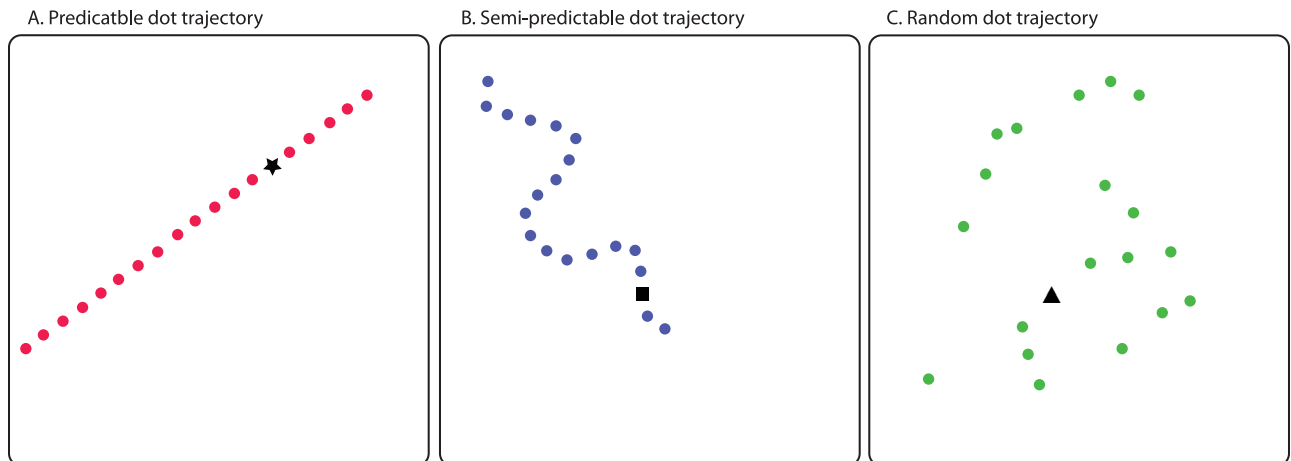 A. Predicatble dot trajectory
B. Semi-predictable dot trajectory
C. Random dot trajectory